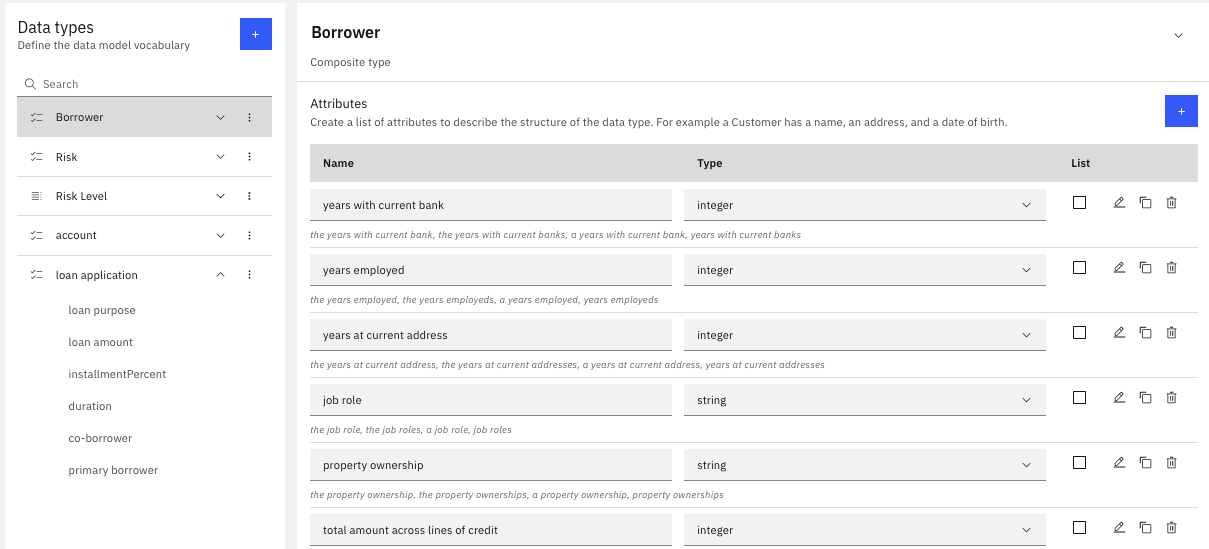 Data types
Define the data model vocabulary
+
Search
Borrower
Risk
Risk Level
account
loan application
loan purpose
loan amount
installmentPercent
duration
co-borrower
primary borrower
Borrower
Composite type
Attributes
Create a list of attributes to describe the structure of the data type. For example a Customer has a name, an address, and a date of birth.
+
Name Type List
years with current bank integer
the years with current bank, the years with current banks, a years with current bank, years with current banks
years employed integer
the years employed, the years employeds, a years employed, years employeds
years at current address integer
the years at current address, the years at current addresses, a years at current address, years at current addresses
job role string
the job role, the job roles, a job role, job roles
property ownership string
the property ownership, the property ownerships, a property ownership, property ownerships
total amount across lines of credit integer